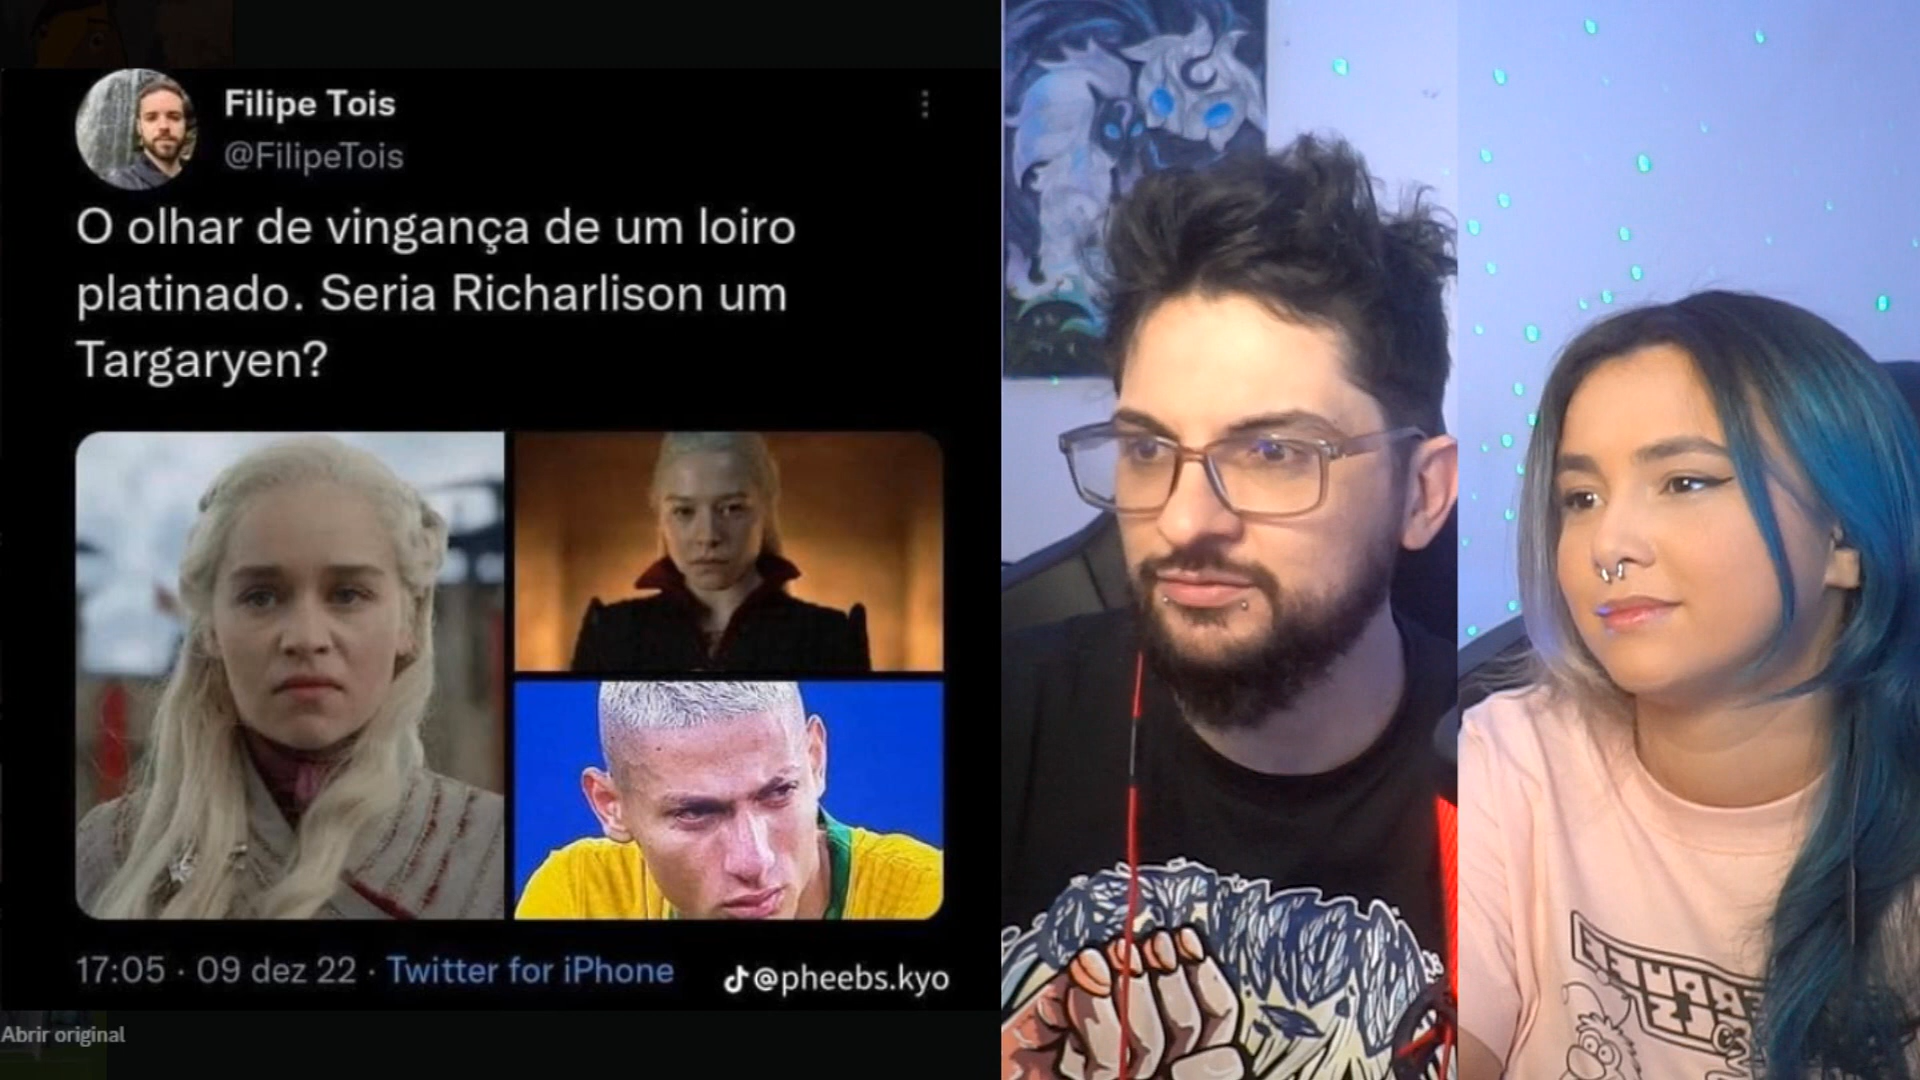 Filipe Tois
@FilipeTois
O olhar de vingança de um loiro
platinado. Seria Richarlison um
Targaryen?
17:05 · 09 dez 22 · Twitter for iPhone
@pheebs.kyo
Abrir original